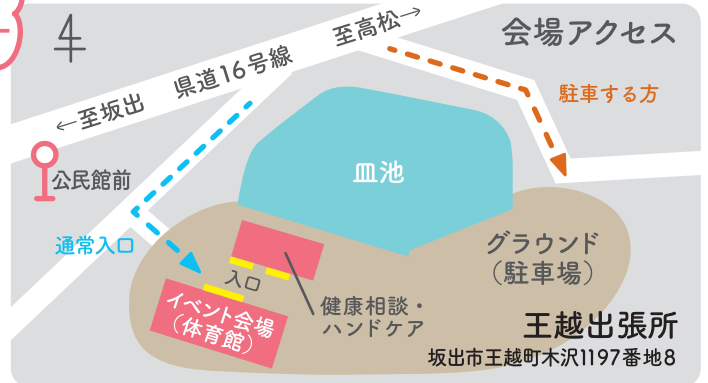 会場アクセス
至高松→
県道16号線
←至坂出
駐車する方
公民館前
皿池
通常入口
グラウンド
（駐車場）
入口
イベント会場
（体育館）
健康相談・
ハンドケア
王越出張所
坂出市王越町木沢1197番地8